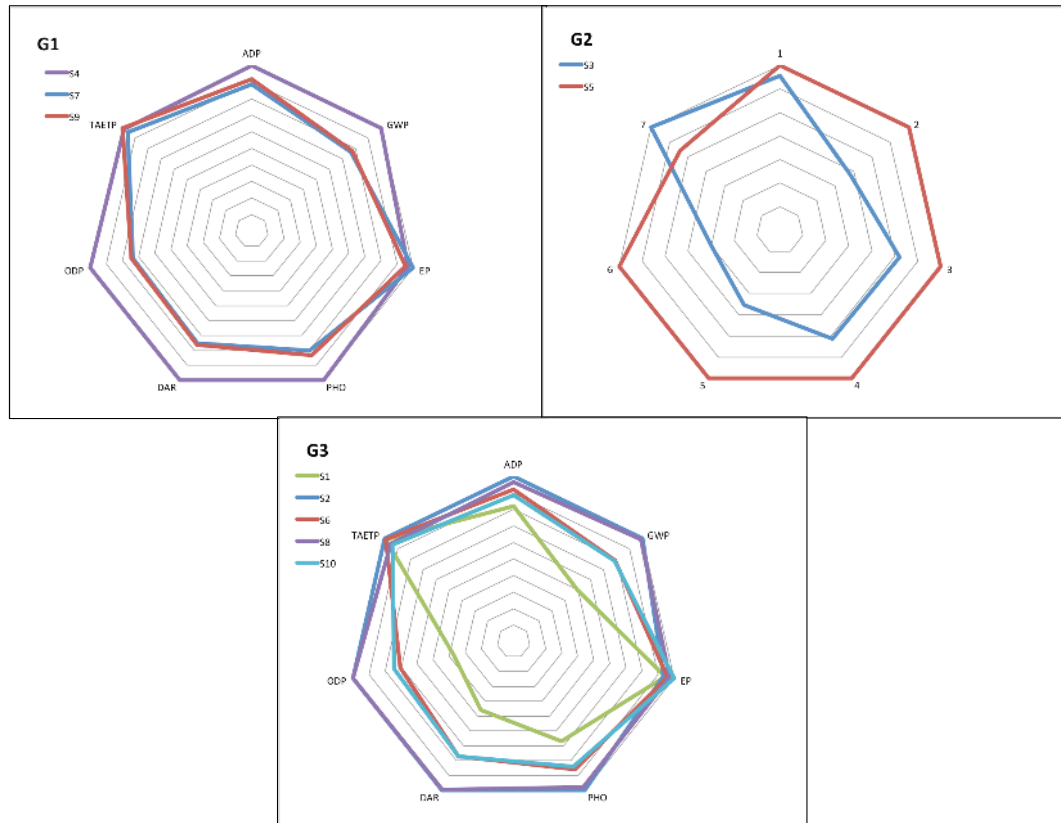 G1
S4
S7
S9
ADP
GWP
EP
PHO
DAR
ODP
TAETP
G2
S3
S5
1
2
3
4
5
6
7
G3
S1
S2
S6
S8
S10
ADP
GWP
EP
PHO
DAR
ODP
TAETP